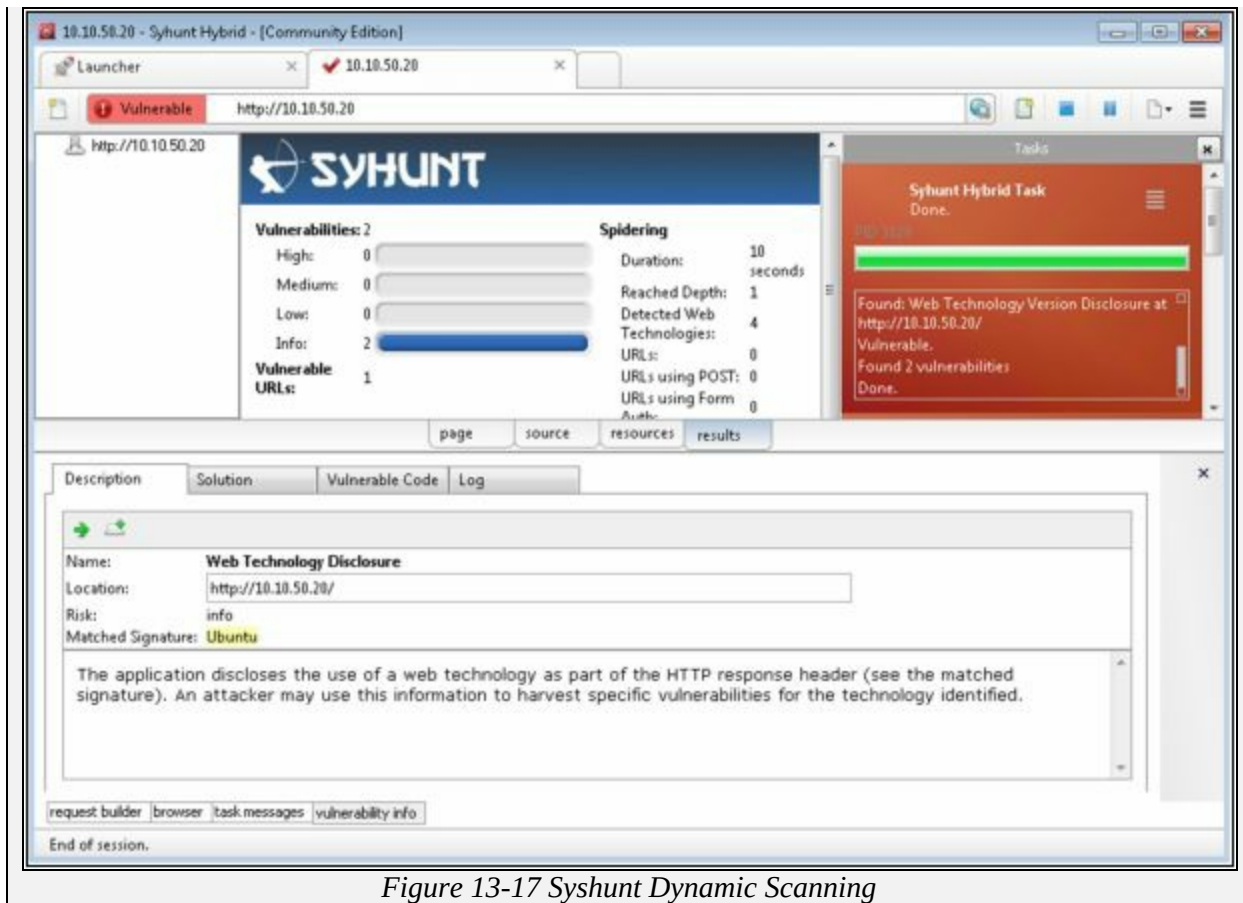 10.10.50.20 - Syhunt Hybrid - [Community Edition]
Launcher
10.10.50.20
Vulnerable
http://10.10.50.20
http://10.10.50.20
SYHUNT
Vulnerabilities: 2
High: 0
Medium: 0
Low: 0
Info: 2
Vulnerable
URLs: 1
Spidering
Duration: 10 seconds
Reached Depth: 1
Detected Web
Technologies: 4
URLs: 0
URLs using POST: 0
URLs using Form
Auth: 0
Tasks
Syhunt Hybrid Task
Done.
Found: Web Technology Version Disclosure at
http://10.10.50.20/
Vulnerable.
Found 2 vulnerabilities
Done.
page source resources results
Description Solution Vulnerable Code Log
Name: Web Technology Disclosure
Location: http://10.10.50.20/
Risk: info
Matched Signature: Ubuntu
The application discloses the use of a web technology as part of the HTTP response header (see the matched
signature). An attacker may use this information to harvest specific vulnerabilities for the technology identified.
request builder browser task messages vulnerability info
End of session.
Figure 13-17 Syshunt Dynamic Scanning